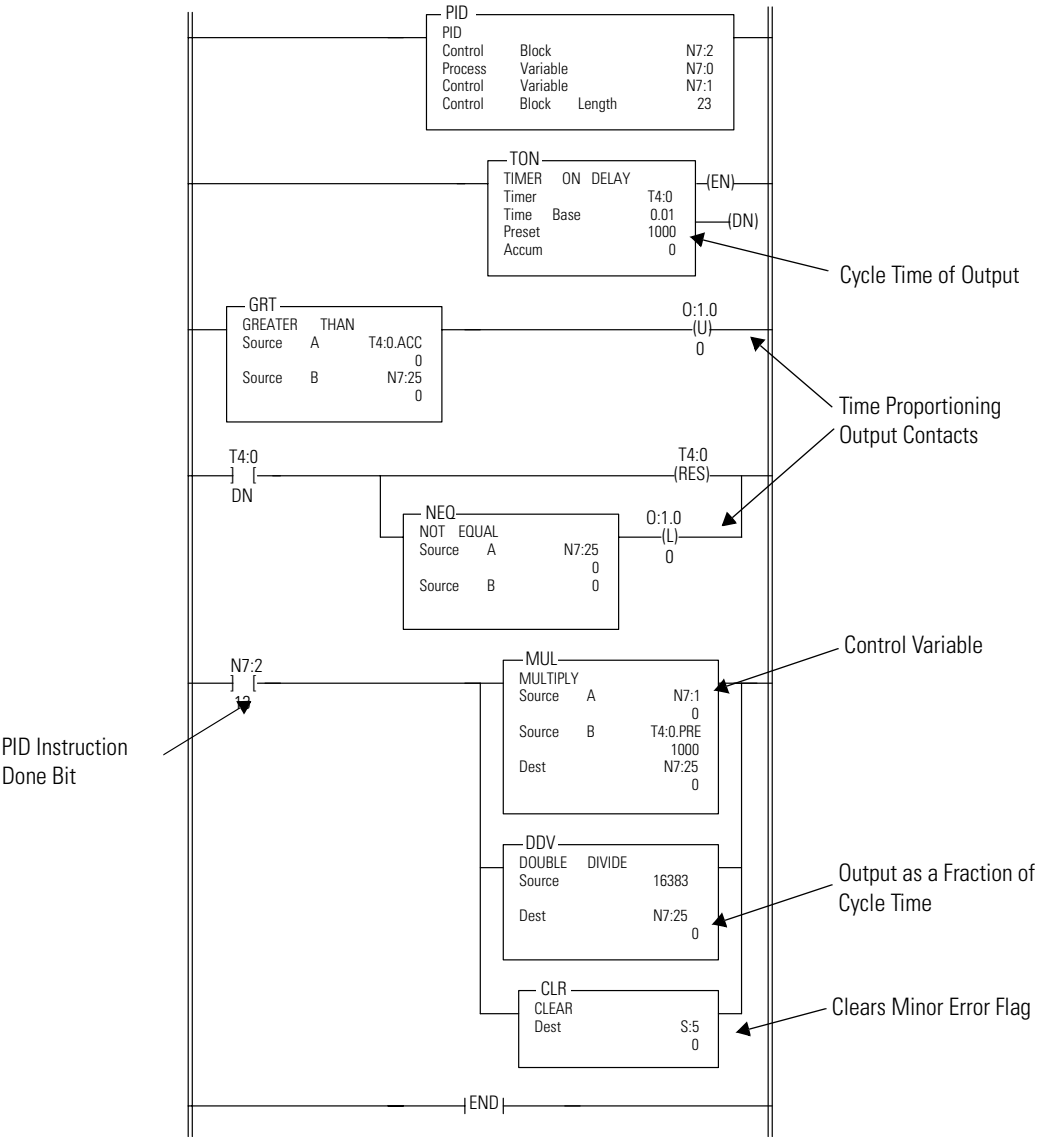 PID
PID
Control Block N7:2
Process Variable N7:0
Control Variable N7:1
Control Block Length 23
TON
TIMER ON DELAY
(EN)
Timer T4:0
Time Base 0.01
(DN)
Preset 1000
Accum 0
Cycle Time of Output
GRT
GREATER THAN
Source A T4:0.ACC
0
Source B N7:25
0
O:1.0
(U)
0
Time Proportioning
Output Contacts
T4:0
] [
DN
T4:0
(RES)
NEQ
NOT EQUAL
Source A N7:25
0
Source B 0
O:1.0
(L)
0
Control Variable
N7:2
] [
PID Instruction
Done Bit
MUL
MULTIPLY
Source A N7:1
0
Source B T4:0.PRE
1000
Dest N7:25
0
DDV
DOUBLE DIVIDE
Source 16383
Dest N7:25
0
Output as a Fraction of
Cycle Time
CLR
CLEAR
Dest S:5
0
Clears Minor Error Flag
END